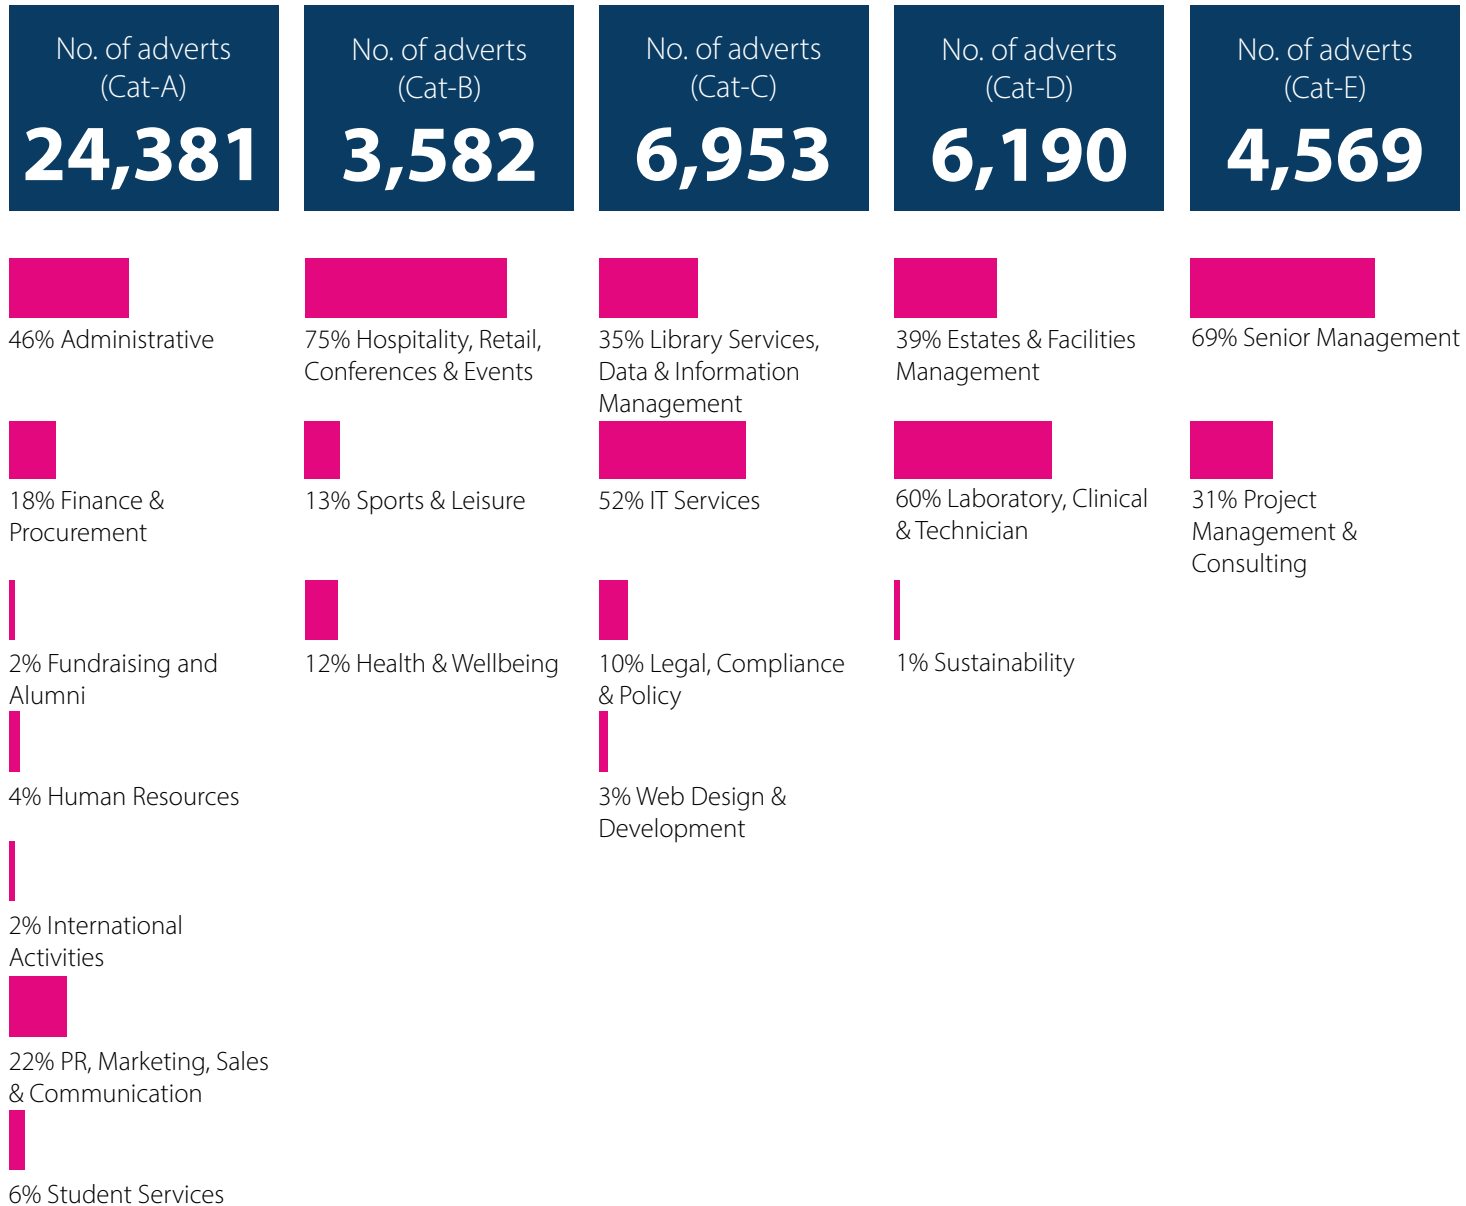 No. of adverts
(Cat-A)
24,381
46% Administrative
18% Finance &
Procurement
2% Fundraising and
Alumni
4% Human Resources
2% International
Activities
22% PR, Marketing, Sales
& Communication
6% Student Services
No. of adverts
(Cat-B)
3,582
75% Hospitality, Retail,
Conferences & Events
13% Sports & Leisure
12% Health & Wellbeing
No. of adverts
(Cat-C)
6,953
35% Library Services,
Data & Information
Management
52% IT Services
10% Legal, Compliance
& Policy
3% Web Design &
Development
No. of adverts
(Cat-D)
6,190
39% Estates & Facilities
Management
60% Laboratory, Clinical
& Technician
1% Sustainability
No. of adverts
(Cat-E)
4,569
69% Senior Management
31% Project
Management &
Consulting